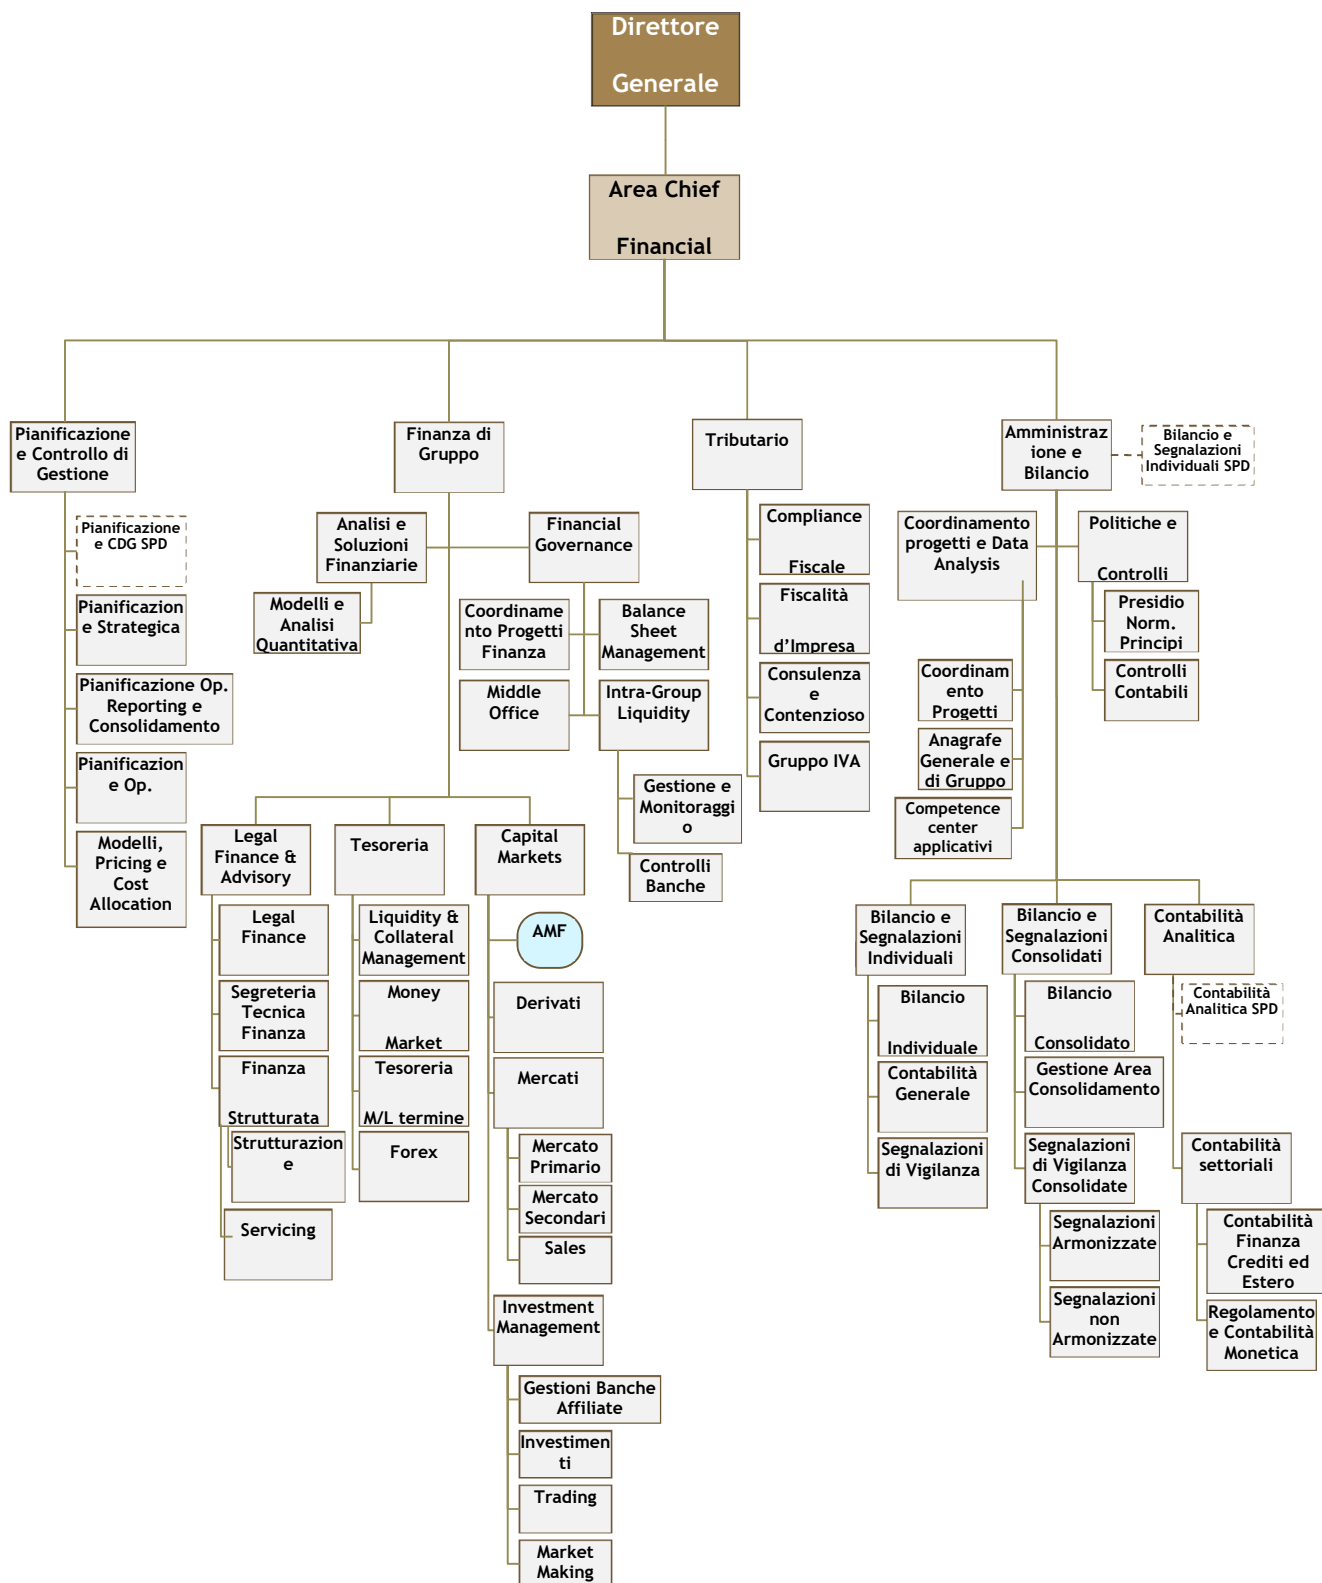 Direttore
Generale
Area Chief
Financial
Pianificazione
e Controllo di
Gestione
Finanza di
Gruppo
Tributario
Amministraz
ione e
Bilancio
Bilancio e
Segnalazioni
Individuali SPD
Pianificazione
e CDG SPD
Pianificazion
e Strategica
Pianificazione Op.
Reporting e
Consolidamento
Pianificazion
e Op.
Modelli,
Pricing e
Cost
Allocation
Analisi e
Soluzioni
Finanziarie
Modelli e
Analisi
Quantitativa
Financial
Governance
Coordiname
nto Progetti
Finanza
Balance
Sheet
Management
Middle
Office
Intra-Group
Liquidity
Gestione e
Monitoraggi
o
Controlli
Banche
Legal
Finance &
Advisory
Legal
Finance
Segreteria
Tecnica
Finanza
Finanza
Strutturata
Strutturazion
e
Servicing
Tesoreria
Liquidity &
Collateral
Management
Money
Market
Tesoreria
M/L termine
Forex
Capital
Markets
AMF
Derivati
Mercati
Mercato
Primario
Mercato
Secondari
Sales
Investment
Management
Gestioni Banche
Affiliate
Investimen
ti
Trading
Market
Making
Compliance
Fiscale
Fiscalità
d’Impresa
Consulenza
e
Contenzioso
Gruppo IVA
Coordinamento
progetti e Data
Analysis
Coordinam
ento
Progetti
Anagrafe
Generale e
di Gruppo
Competence
center
applicativi
Politiche e
Controlli
Presidio
Norm.
Principi
Controlli
Contabili
Bilancio e
Segnalazioni
Individuali
Bilancio
Individuale
Contabilità
Generale
Segnalazioni
di Vigilanza
Bilancio e
Segnalazioni
Consolidati
Bilancio
Consolidato
Gestione Area
Consolidamento
Segnalazioni
di Vigilanza
Consolidate
Segnalazioni
Armonizzate
Segnalazioni
non
Armonizzate
Contabilità
Analitica
Contabilità
Analitica SPD
Contabilità
settoriali
Contabilità
Finanza
Crediti ed
Estero
Regolamento
e Contabilità
Monetica